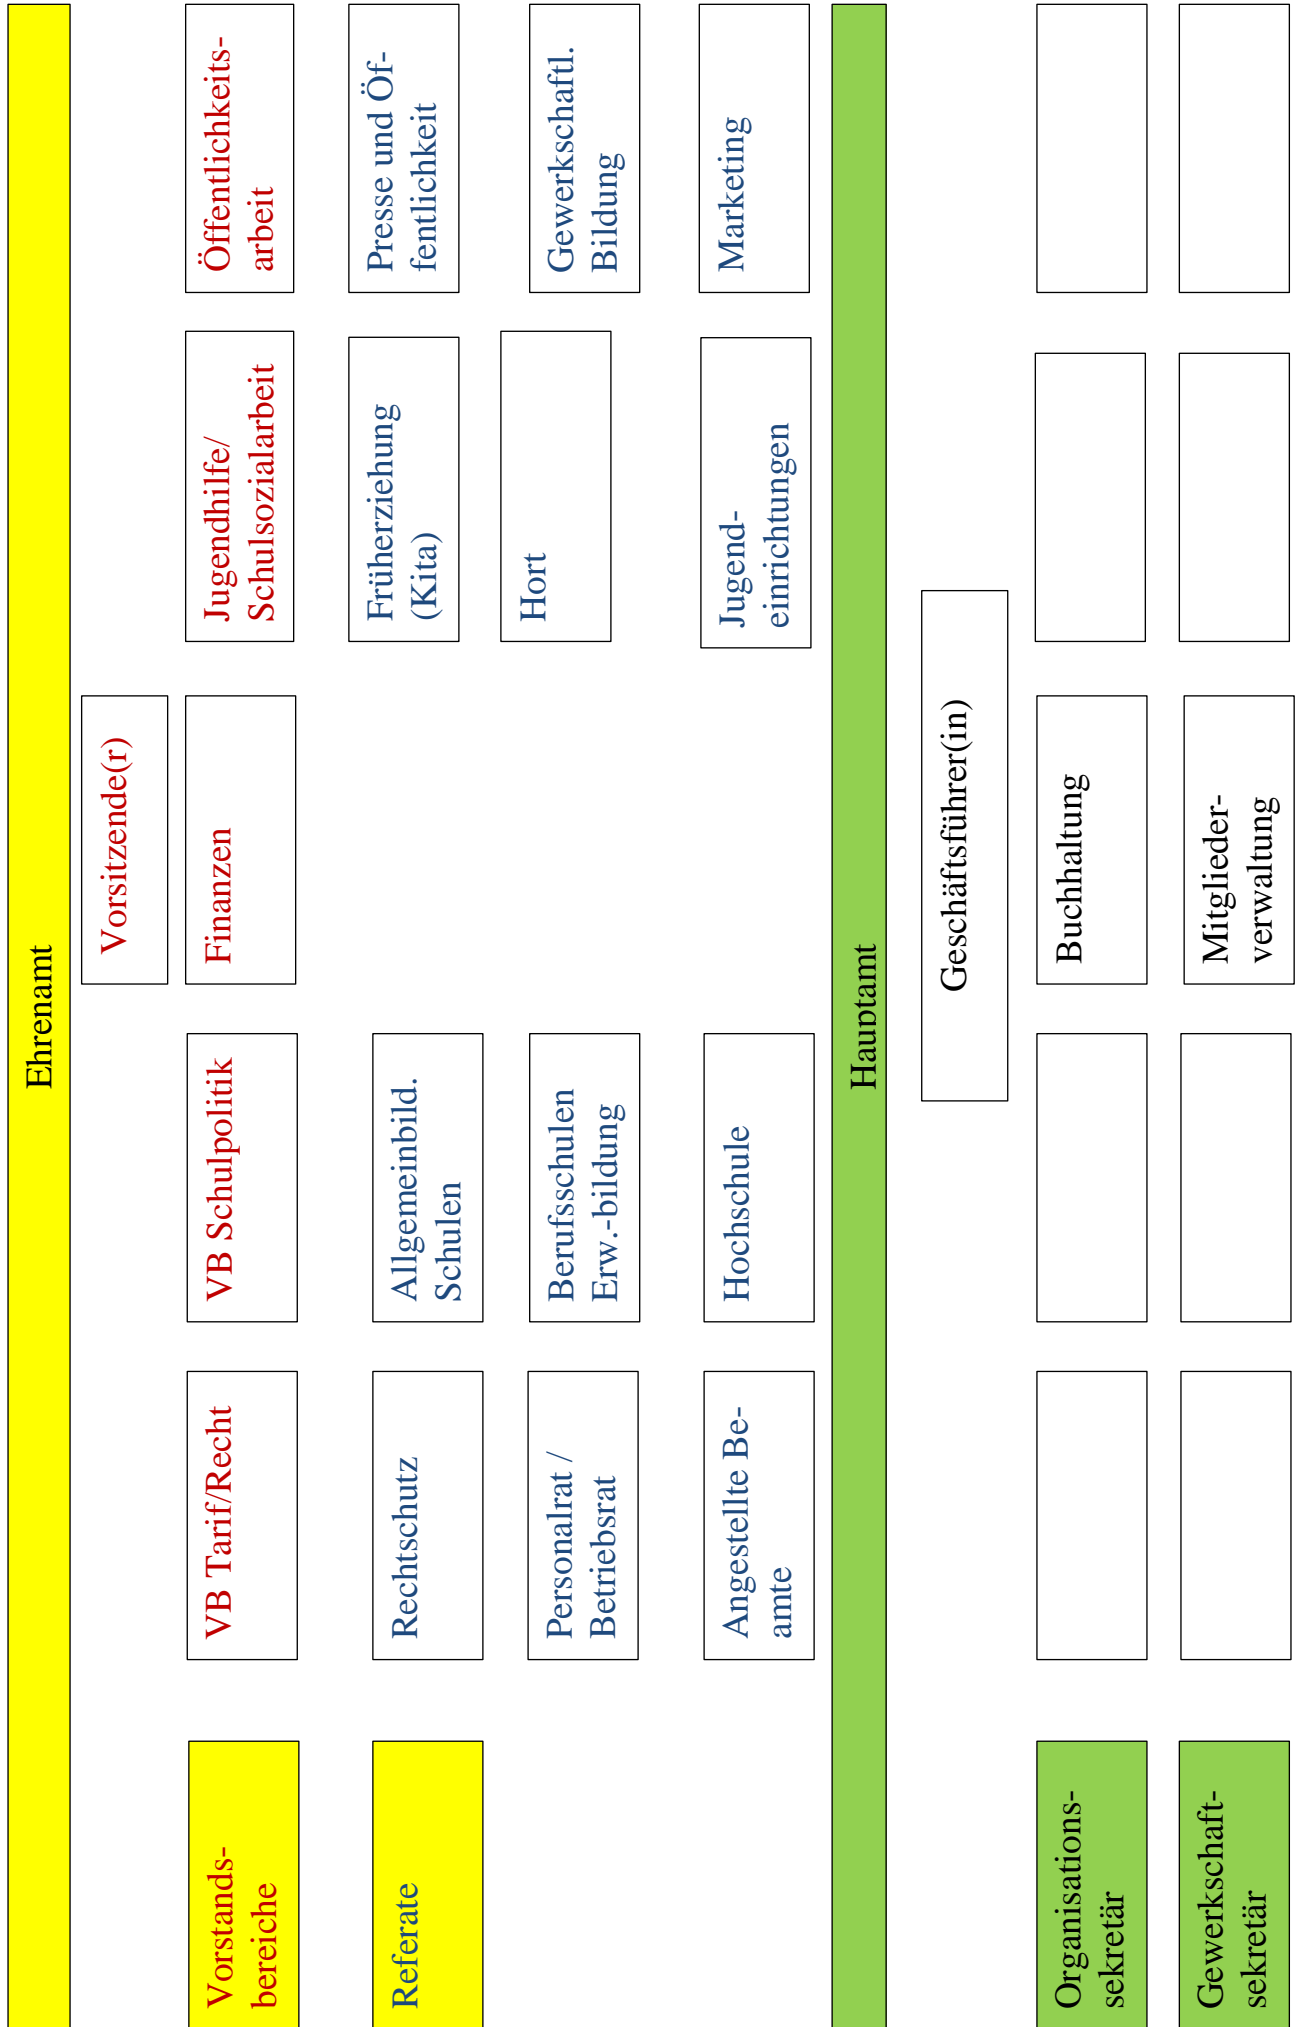 Ehrenamt
Vorsitzende(r)
Vorstands-
bereiche
VB Tarif/Recht
VB Schulpolitik
Finanzen
Jugendhilfe/
Schulsozialarbeit
Öffentlichkeits-
arbeit
Referate
Rechtschutz
Allgemeinbild.
Schulen
Früherziehung
(Kita)
Presse und Öf-
fentlichkeit
Personalrat /
Betriebsrat
Berufsschulen
Erw.-bildung
Hort
Gewerkschaftl.
Bildung
Angestellte Be-
amte
Hochschule
Jugend-
einrichtungen
Marketing
Hauptamt
Geschäftsführer(in)
Organisations-
sekretär
Buchhaltung
Gewerkschaft-
sekretär
Mitglieder-
verwaltung